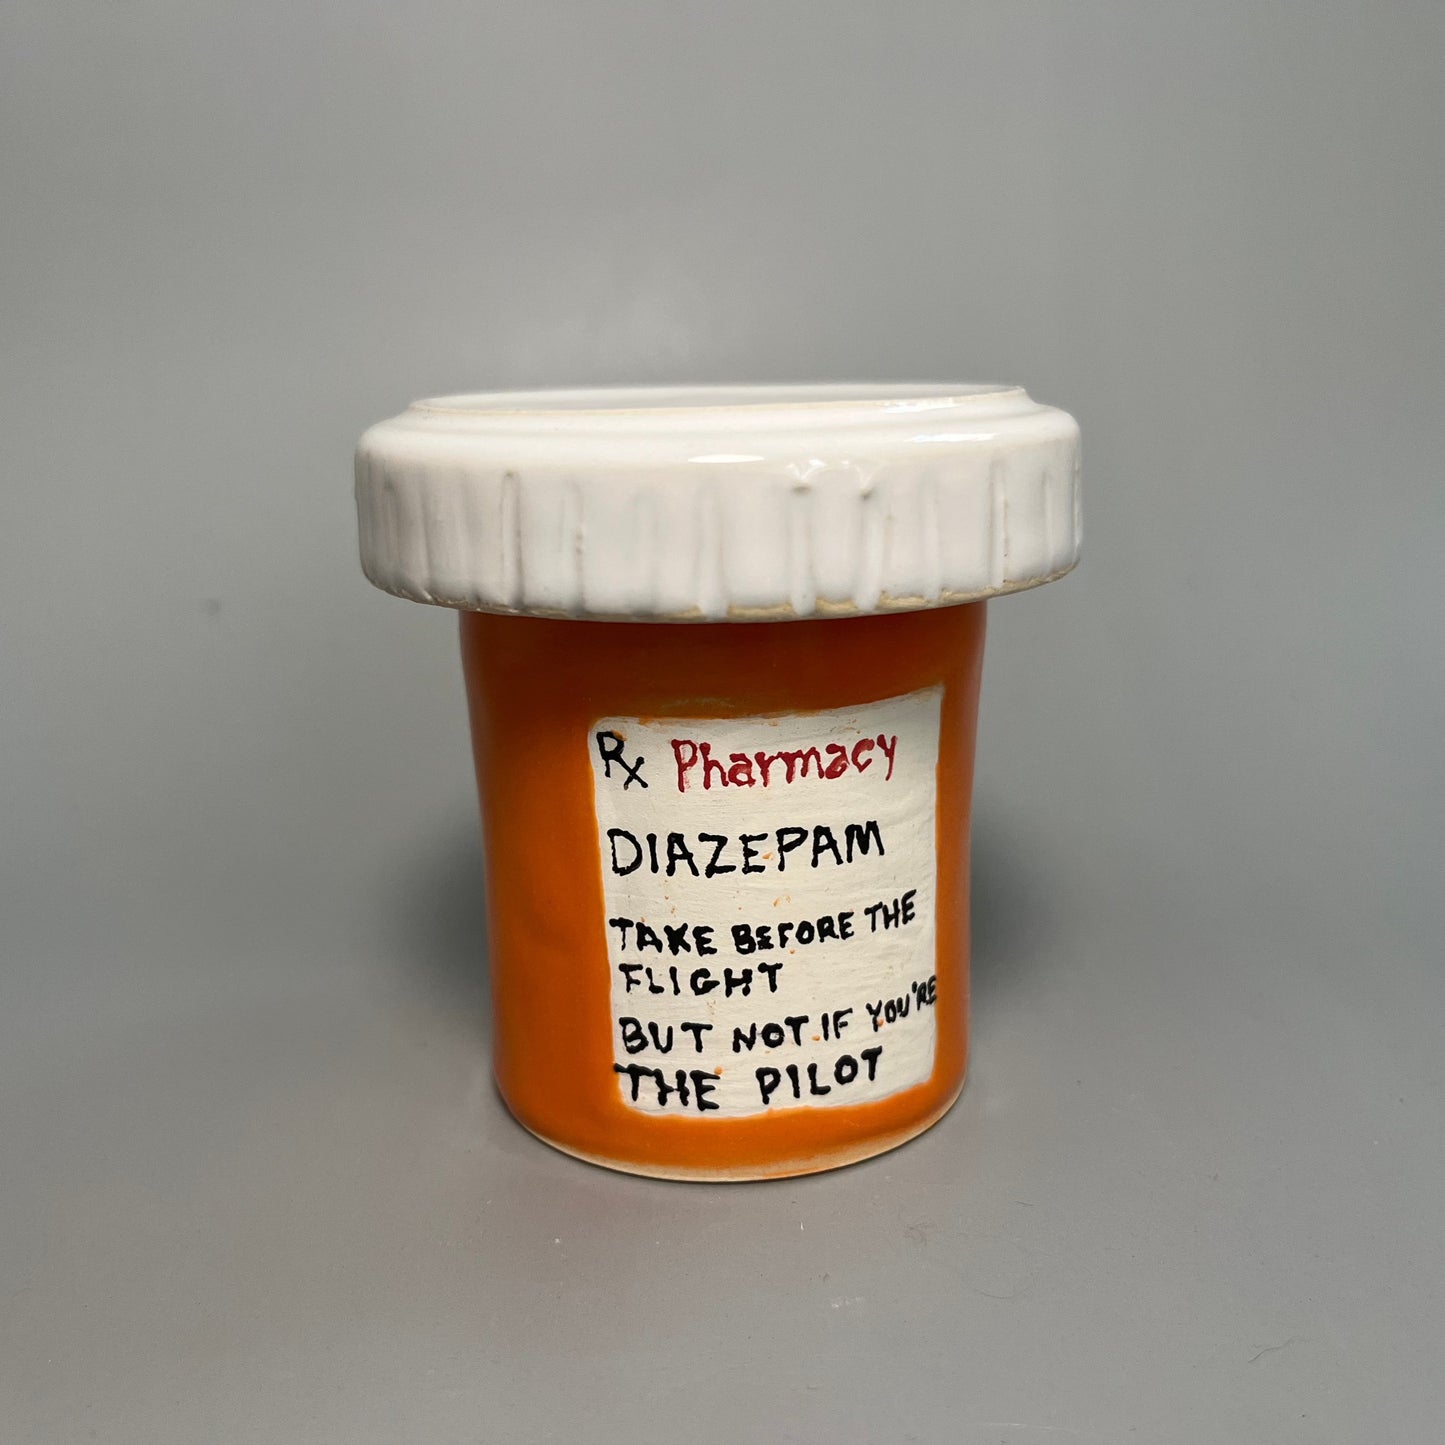 Rx Pharmacy
DIAZEPAM
TAKE BEFORE THE
FLIGHT
BUT NOT IF YOU'RE
THE PILOT